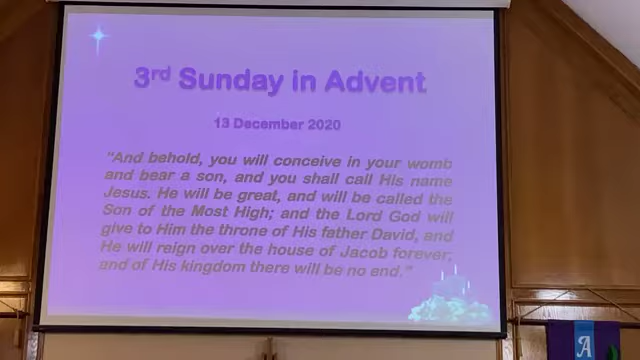 3rd Sunday in Advent
13 December 2020
"And behold, you will conceive in your womb
and bear a son, and you shall call His name
Jesus. He will be great, and will be called the
Son of the Most High; and the Lord God will
give to Him the throne of His father David, and
He will reign over the house of Jacob forever;
and of His kingdom there will be no end."
A